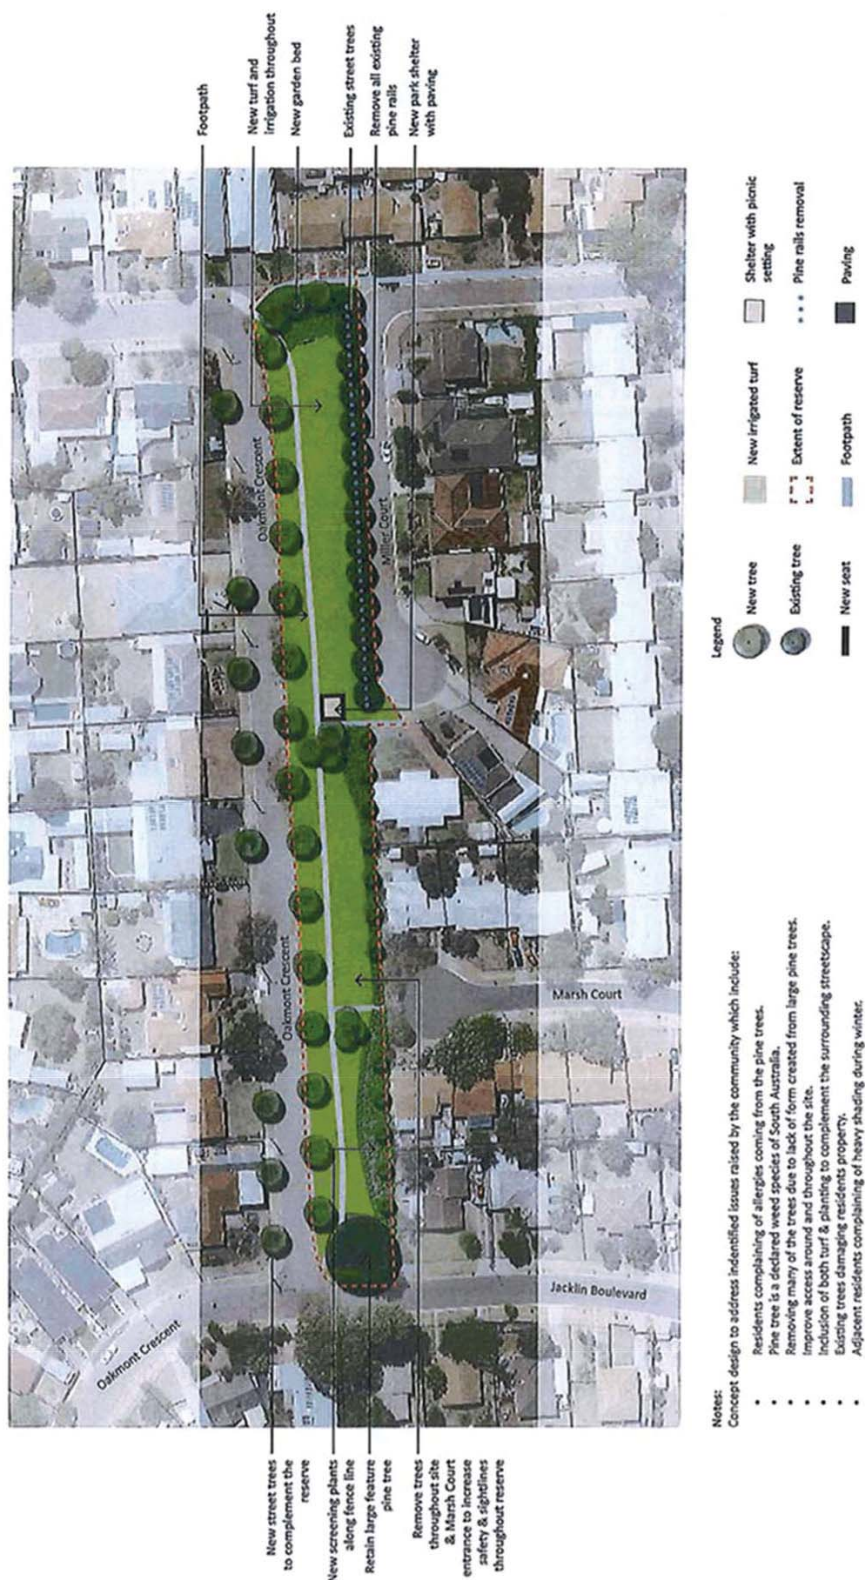 Footpath
New turf and
irrigation throughout
New garden bed
Existing street trees
Remove all existing
pine rails
New park shelter
with paving
Oakmont Crescent
Miller Court
Oakmont Crescent
Marsh Court
Jacklin Boulevard
Oakmont Crescent
New street trees
to complement the
reserve
New screening plants
along fence line
Retain large feature
pine tree
Remove trees
throughout site
& Marsh Court
entrance to increase
safety & sightlines
throughout reserve
Legend
New tree
New irrigated turf
Shelter with picnic
setting
Existing tree
Extent of reserve
Pine rails removal
New seat
Footpath
Paving
Notes:
Concept design to address indentified issues raised by the community which include:
• Residents complaining of allergies coming from the pine trees.
• Pine tree is a declared weed species of South Australia.
• Removing many of the trees due to lack of form created from large pine trees.
• Improve access around and throughout the site.
• Inclusion of both turf & planting to complement the surrounding streetscape.
• Existing trees damaging residents property.
• Adjacent residents complaining of heavy shading during winter.